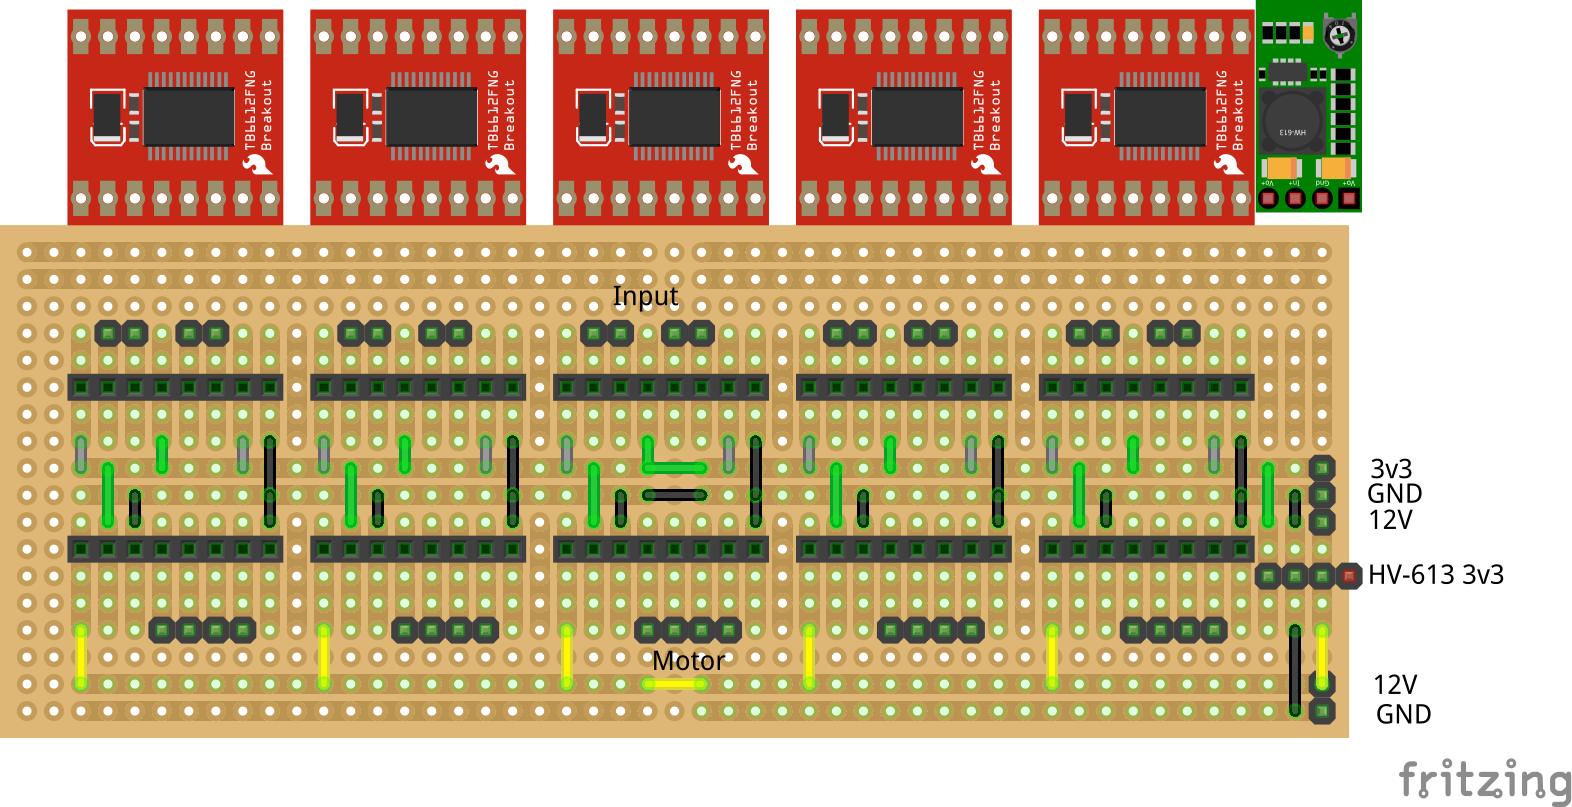 TB6612FNG
Breakout
TB6612FNG
Breakout
TB6612FNG
Breakout
TB6612FNG
Breakout
TB6612FNG
Breakout
HW-613
Vo+ In+ Gnd Vo+
Input
3v3
GND
12V
HV-613 3v3
Motor
12V
GND
fritzing